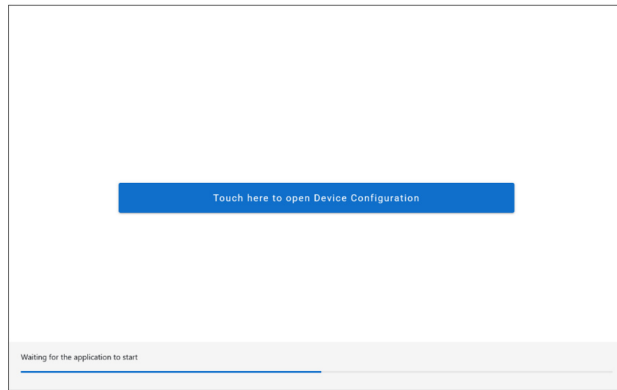 Touch here to open Device Configuration
Waiting for the application to start